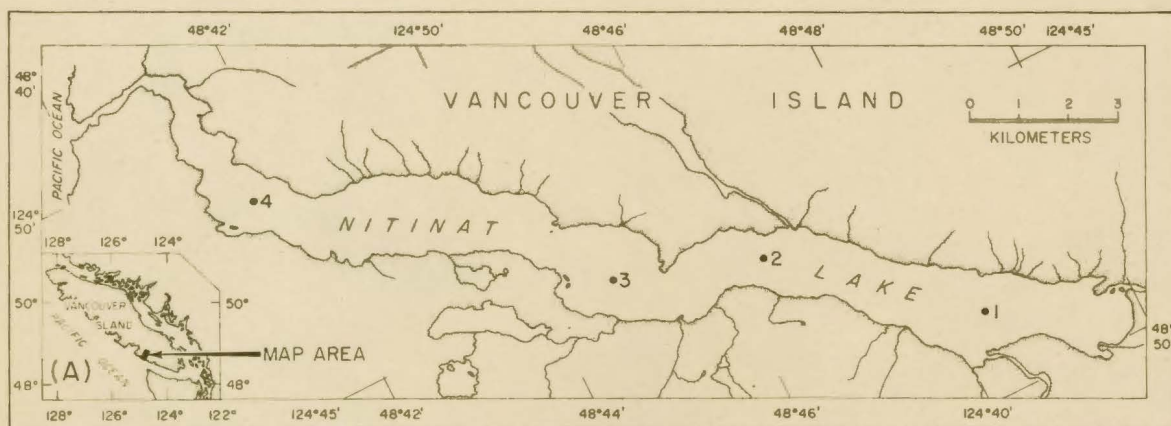 48°42' 124°50' 48°46' 48°48' 48°50' 124°45'
48°
40'
VANCOUVER ISLAND
0 1 2 3
KILOMETERS
PACIFIC OCEAN
124°
50'
4
NITINAT
3
2
LAKE
1
128° 126° 124°
50° 50°
VANCOUVER
ISLAND
PACIFIC OCEAN
MAP AREA
(A)
48° 48°
48°
50'
128° 126° 124° 122° 124°45' 48°42' 48°44' 48°46' 124°40'